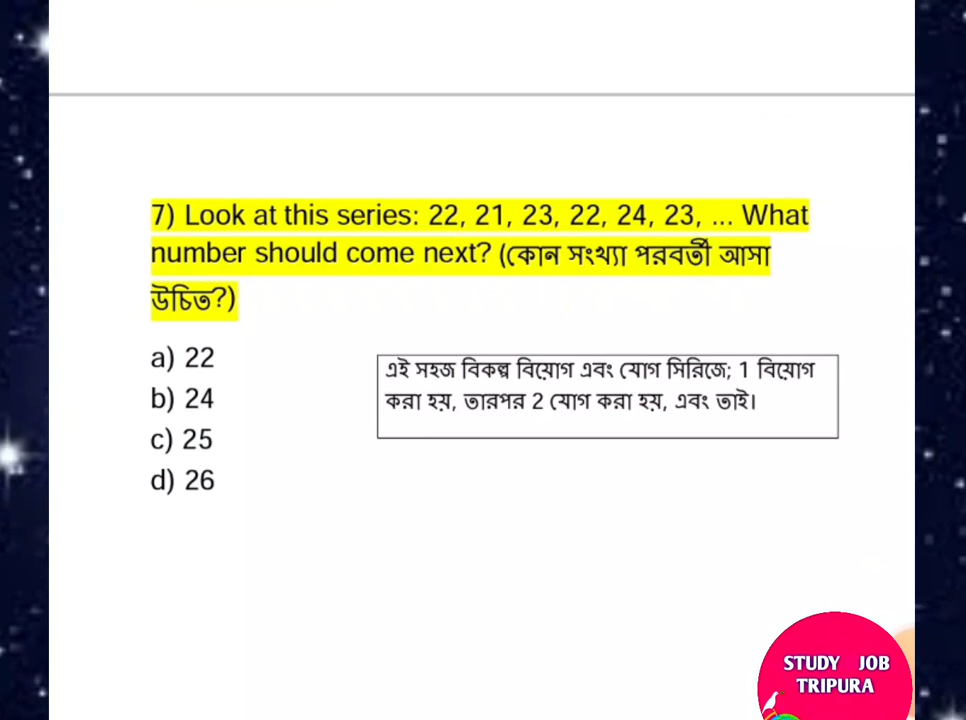 7) Look at this series: 22, 21, 23, 22, 24, 23, ... What
number should come next? ((কোন সংখ্যা পরবর্তী আসা
উচিত?)
a) 22
b) 24
c) 25
d) 26
এই সহজ বিকল্প বিয়োগ এবং যোগ সিরিজে; 1 বিয়োগ
করা হয়, তারপর 2 যোগ করা হয়, এবং তাই।
STUDY JOB
TRIPURA